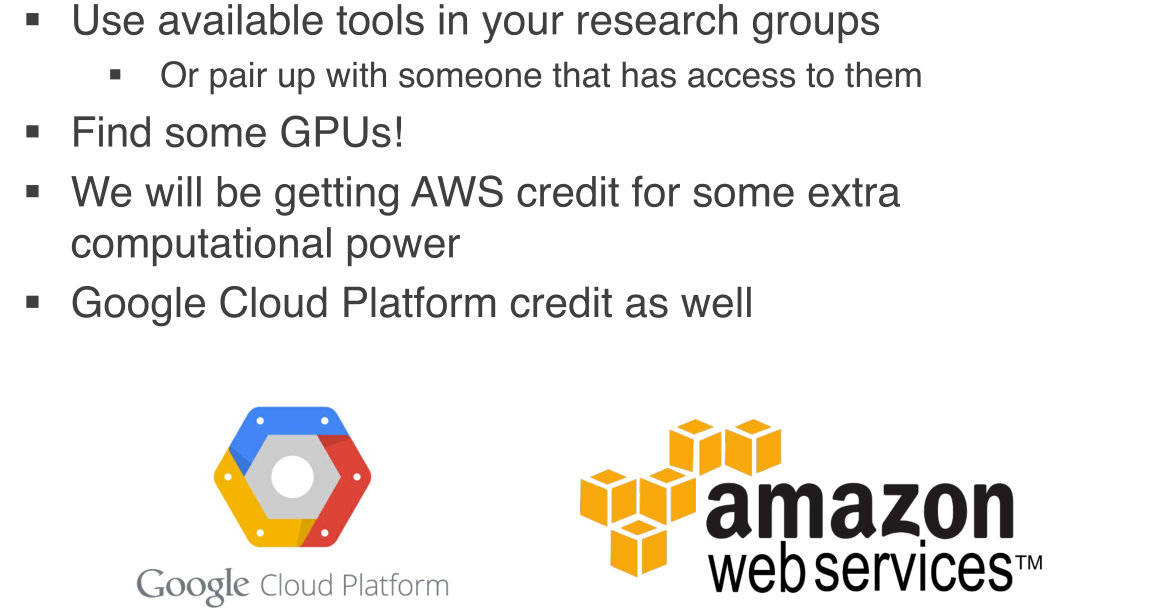 ▪ Use available tools in your research groups
▪ Or pair up with someone that has access to them
▪ Find some GPUs!
▪ We will be getting AWS credit for some extra
computational power
▪ Google Cloud Platform credit as well
Google Cloud Platform
amazon
web services™